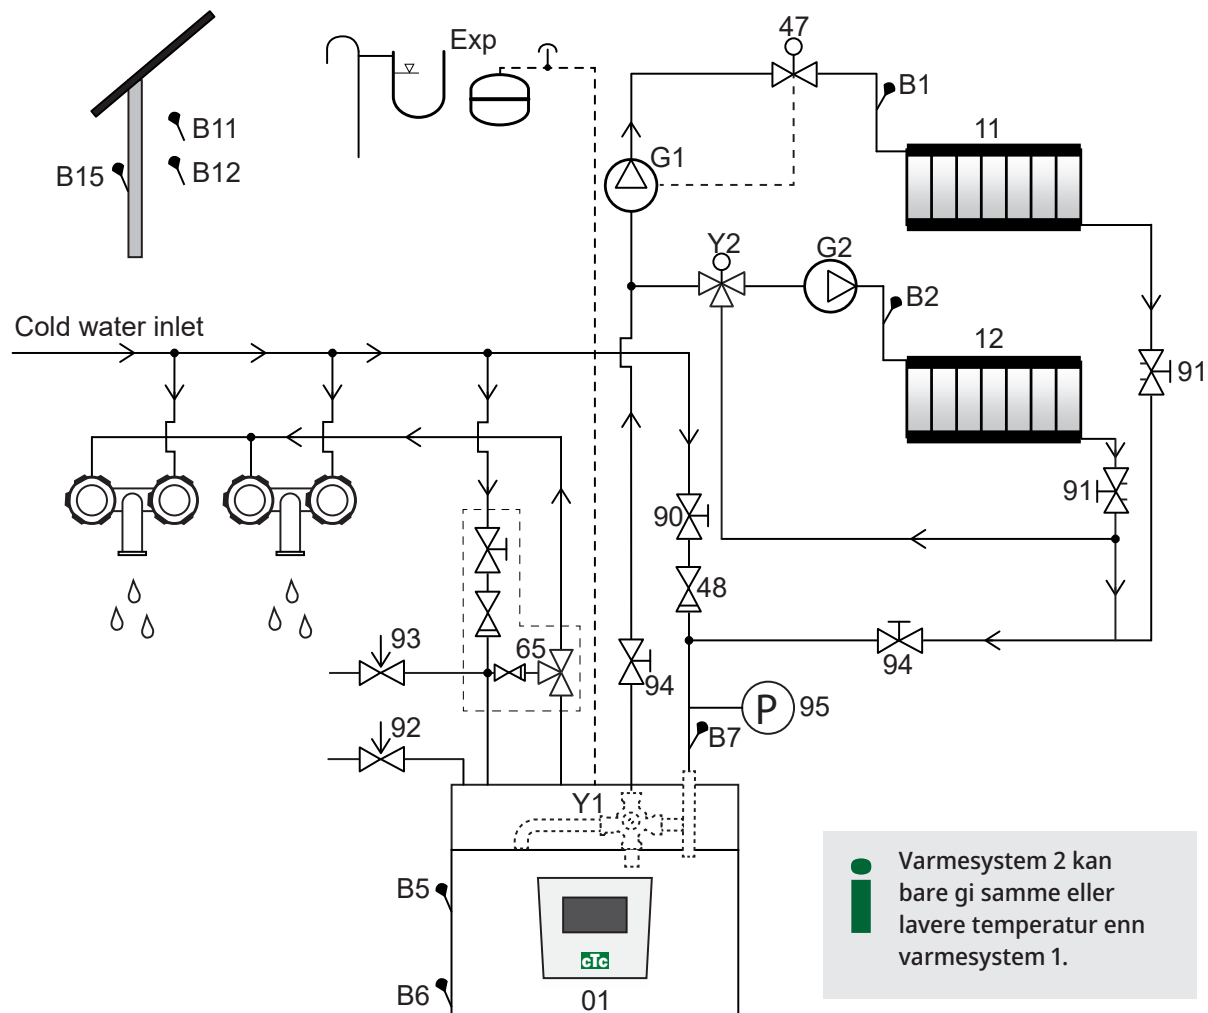 47
Exp
B1
B11
11
G1
B15
B12
Y2
G2
B2
Cold water inlet
12
91
91
90
48
93
65
94
94
P
95
92
B7
Y1
Varmesystem 2 kan
bare gi samme eller
lavere temperatur enn
varmesystem 1.
i
B5
cTc
B6
01